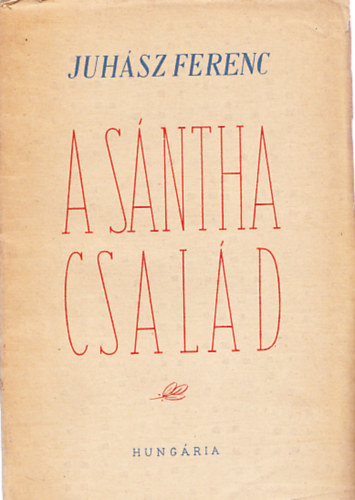 JUHÁSZ FERENC
A SÁNTHA
CSALÁD
HUNGÁRIA